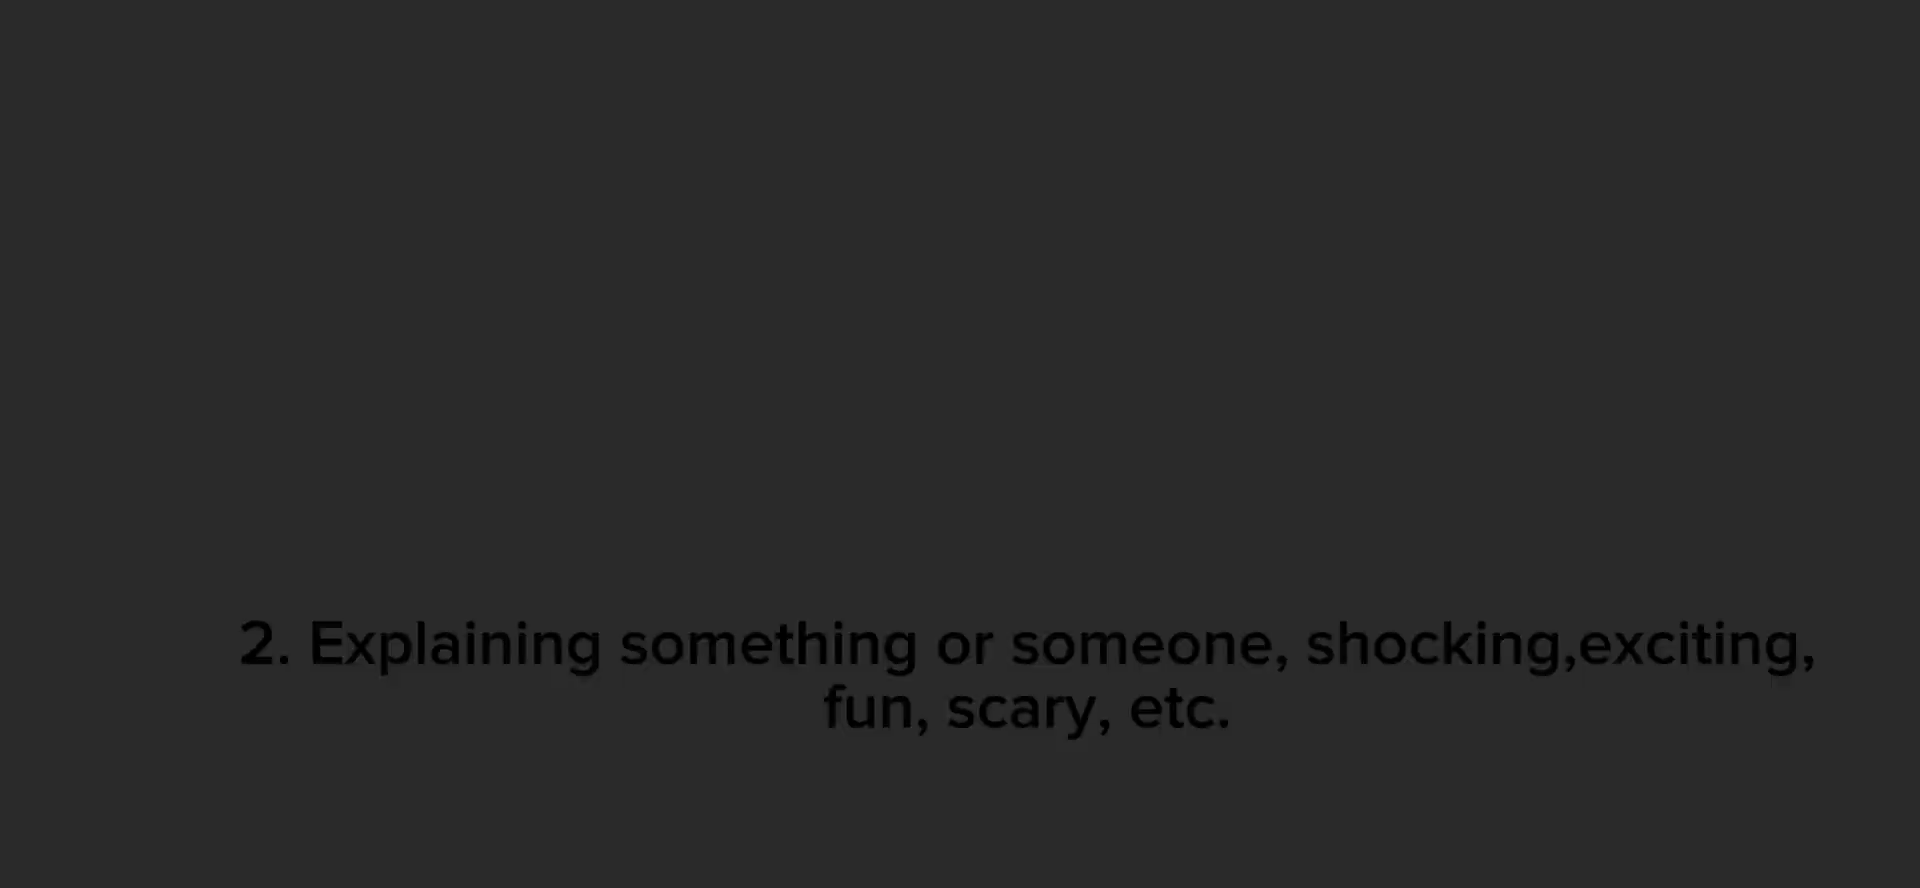 2. Explaining something or someone, shocking,exciting,
fun, scary, etc.